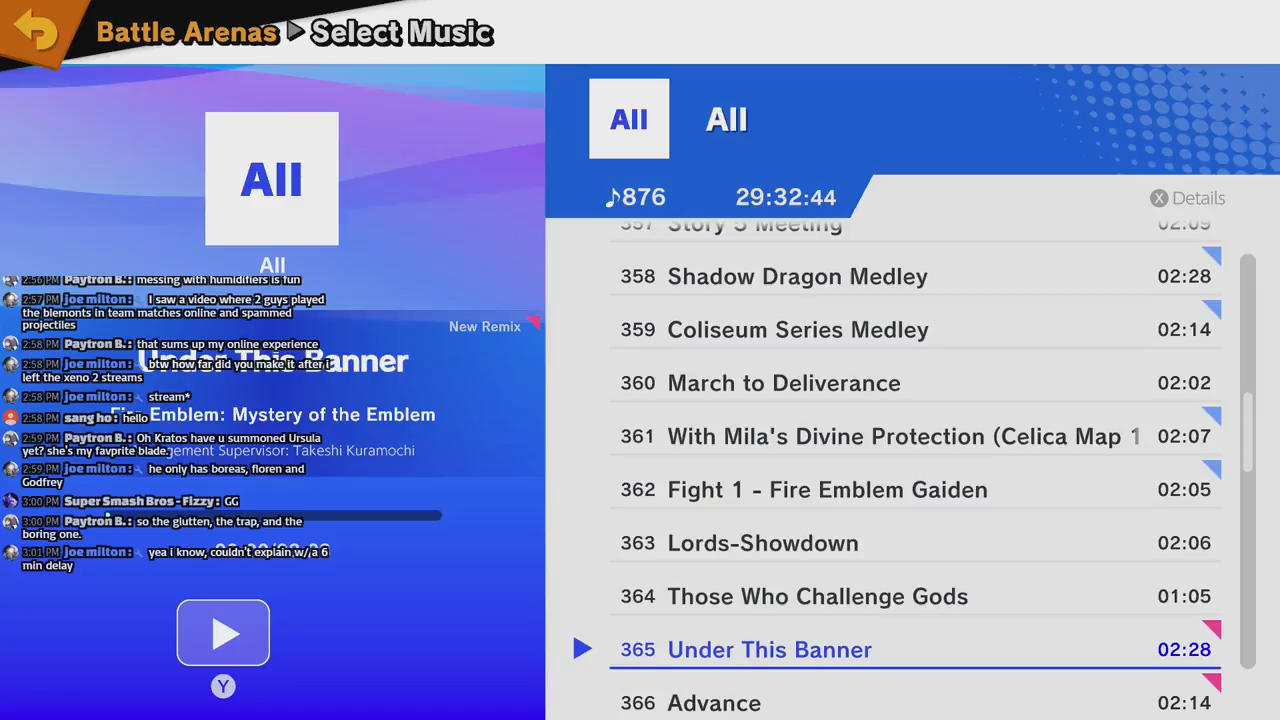 Battle Arenas ▶ Select Music
All
All
2:56 PM Paytron B.: messing with humidifiers is fun
2:57 PM joe milton: I saw a video where 2 guys played
the blemonts in team matches online and spammed
projectiles
New Remix
2:58 PM Paytron B.: that sums up my online experience
Under This Banner
2:58 PM joe milton: btw how far did you make it after i
left the xeno 2 streams
2:58 PM joe milton: stream*
Emblem: Mystery of the Emblem
2:58 PM sang ho: hello
2:59 PM Paytron B.: Oh Kratos have u summoned Ursula
yet? she's my favprite blade.
gement Supervisor: Takeshi Kuramochi
2:59 PM joe milton: he only has boreas, floren and
Godfrey
3:00 PM Super Smash Bros - Fizzy: GG
3:00 PM Paytron B.: so the glutten, the trap, and the
boring one.
3:01 PM joe milton: yea i know, couldn't explain w/a 6
min delay
Y
All
All
♪876
29:32:44
X Details
357 Story 5 Meeting 02:09
358 Shadow Dragon Medley 02:28
359 Coliseum Series Medley 02:14
360 March to Deliverance 02:02
361 With Mila's Divine Protection (Celica Map 1 02:07
362 Fight 1 - Fire Emblem Gaiden 02:05
363 Lords-Showdown 02:06
364 Those Who Challenge Gods 01:05
365 Under This Banner 02:28
366 Advance 02:14